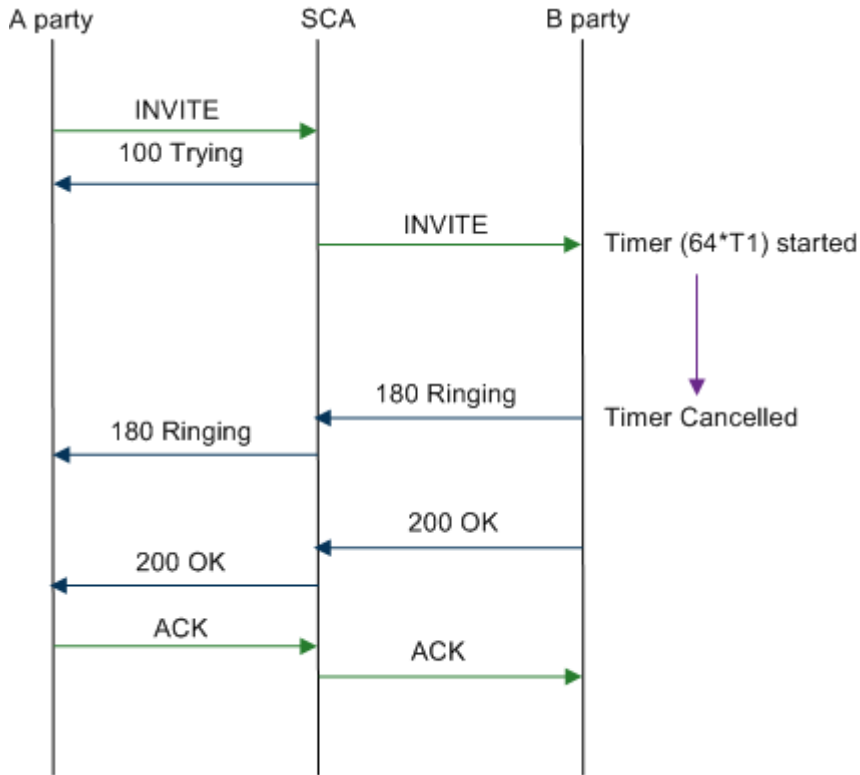 A party
SCA
B party
INVITE
100 Trying
INVITE
Timer (64*T1) started
180 Ringing
Timer Cancelled
180 Ringing
200 OK
200 OK
ACK
ACK